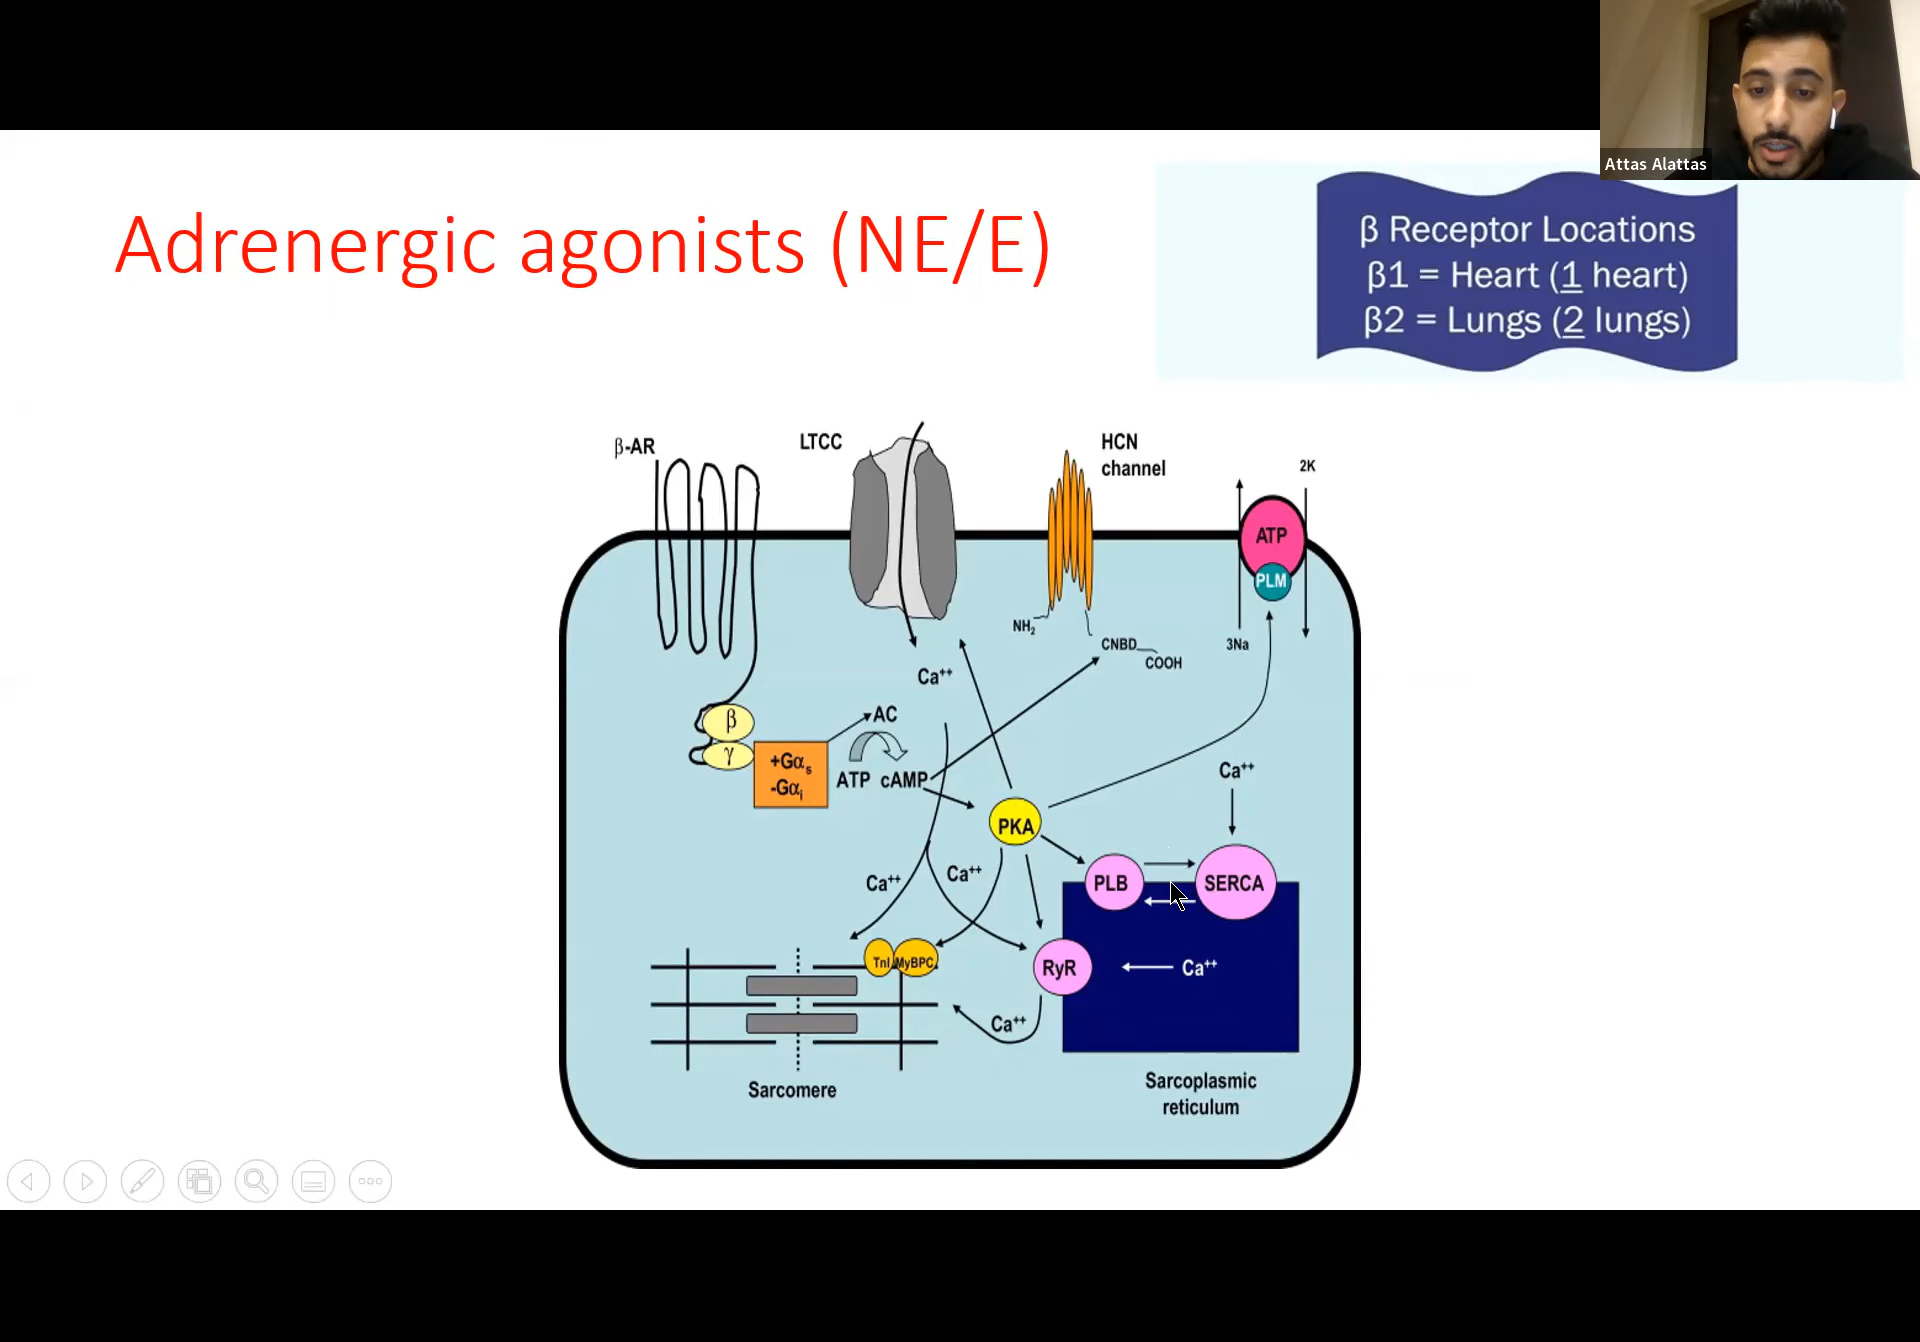 Attas Alattas
Adrenergic agonists (NE/E)
β Receptor Locations
β1 = Heart (1 heart)
β2 = Lungs (2 lungs)
β-AR
LTCC
HCN
channel
2K
ATP
PLM
NH2
CNBD
COOH
3Na
Ca++
β
γ
AC
+Gαs
-Gαi
ATP cAMP
Ca++
PKA
Ca++
Ca++
PLB
SERCA
TnI
MyBPC
RyR
Ca++
Ca++
Sarcomere
Sarcoplasmic
reticulum